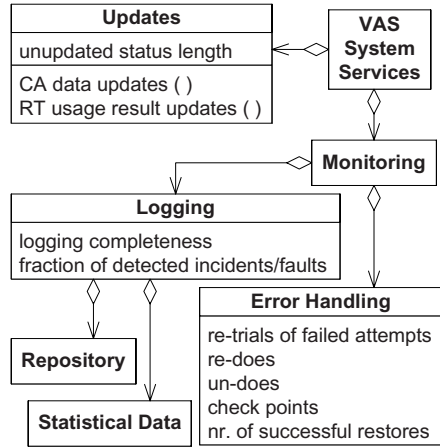 Updates
unupdated status length
CA data updates ( )
RT usage result updates ( )
VAS
System
Services
Monitoring
Logging
logging completeness
fraction of detected incidents/faults
Error Handling
re-trials of failed attempts
re-does
un-does
check points
nr. of successful restores
Repository
Statistical Data